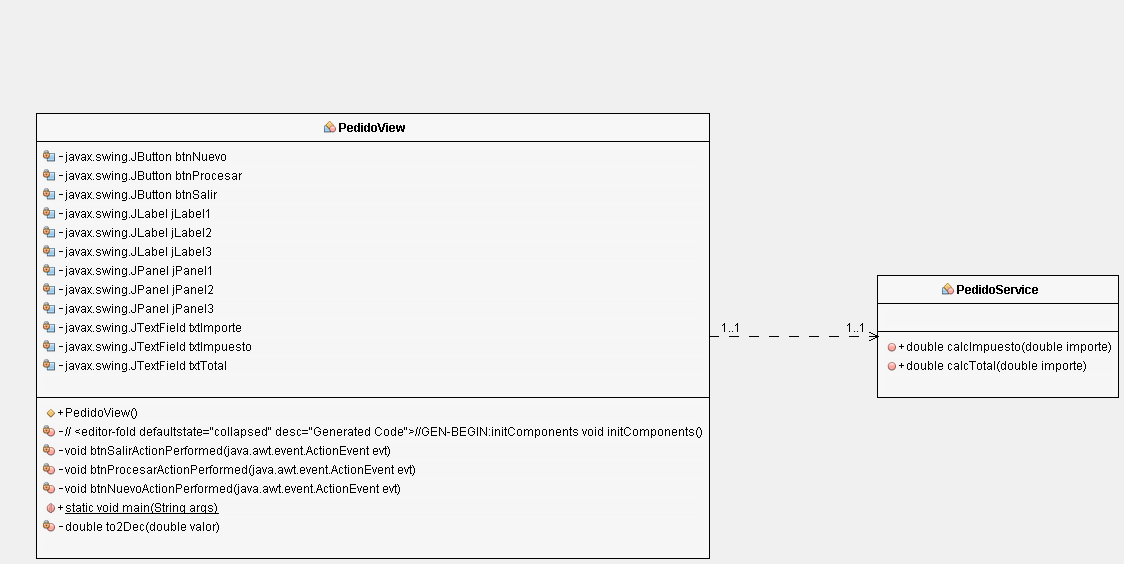 PedidoView
-javax.swing.JButton btnNuevo
-javax.swing.JButton btnProcesar
-javax.swing.JButton btnSalir
-javax.swing.JLabel jLabel1
-javax.swing.JLabel jLabel2
-javax.swing.JLabel jLabel3
-javax.swing.JPanel jPanel1
-javax.swing.JPanel jPanel2
-javax.swing.JPanel jPanel3
-javax.swing.JTextField txtImporte
-javax.swing.JTextField txtImpuesto
-javax.swing.JTextField txtTotal
+PedidoView()
-// <editor-fold defaultstate="collapsed" desc="Generated Code">//GEN-BEGIN:initComponents void initComponents()
-void btnSalirActionPerformed(java.awt.event.ActionEvent evt)
-void btnProcesarActionPerformed(java.awt.event.ActionEvent evt)
-void btnNuevoActionPerformed(java.awt.event.ActionEvent evt)
+static void main(String args)
-double to2Dec(double valor)
1..1 1..1
PedidoService
+double calcImpuesto(double importe)
+double calcTotal(double importe)